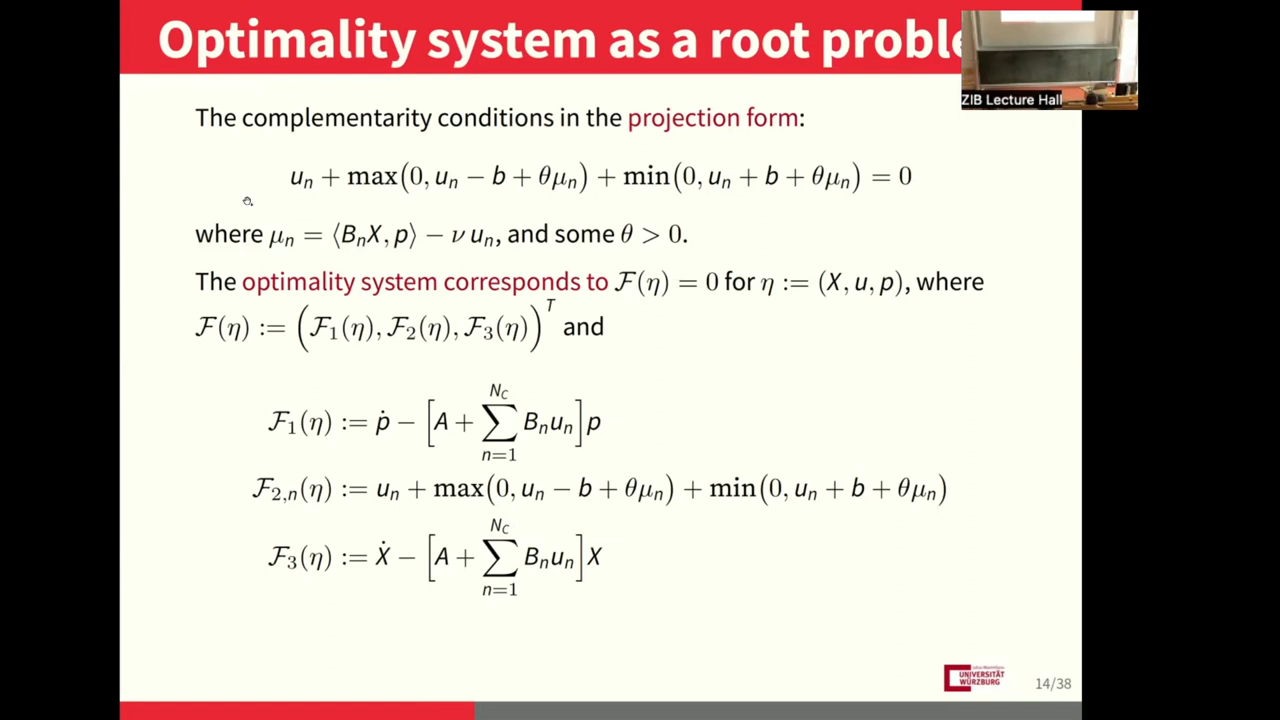 Optimality system as a root proble
ZIB Lecture Hall
The complementarity conditions in the projection form:
uₙ + max(0, uₙ − b + θμₙ) + min(0, uₙ + b + θμₙ) = 0
where μₙ = ⟨BₙX, p⟩ − ν uₙ, and some θ > 0.
The optimality system corresponds to ℱ(η) = 0 for η := (X, u, p), where
ℱ(η) := (ℱ₁(η), ℱ₂(η), ℱ₃(η))ᵀ and
ℱ₁(η) := ṗ − [A + ∑ₙ₌₁^{N_C} Bₙuₙ]p
ℱ₂,ₙ(η) := uₙ + max(0, uₙ − b + θμₙ) + min(0, uₙ + b + θμₙ)
ℱ₃(η) := Ẋ − [A + ∑ₙ₌₁^{N_C} Bₙuₙ]X
UNIVERSITÄT
WÜRZBURG
14/38